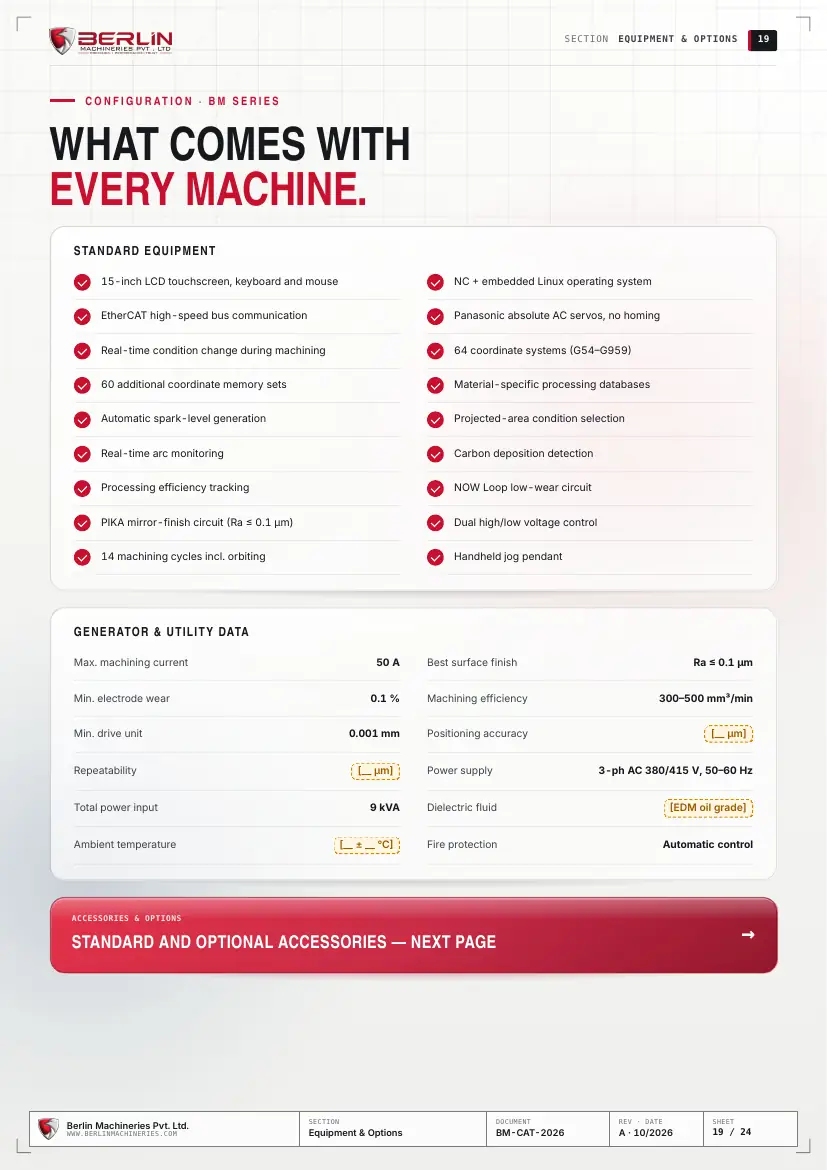 BERLIN
MACHINERIES PVT . LTD
SECTION EQUIPMENT & OPTIONS 19
CONFIGURATION · BM SERIES
WHAT COMES WITH
EVERY MACHINE.
STANDARD EQUIPMENT
15-inch LCD touchscreen, keyboard and mouse
NC + embedded Linux operating system
EtherCAT high-speed bus communication
Panasonic absolute AC servos, no homing
Real-time condition change during machining
64 coordinate systems (G54–G959)
60 additional coordinate memory sets
Material-specific processing databases
Automatic spark-level generation
Projected-area condition selection
Real-time arc monitoring
Carbon deposition detection
Processing efficiency tracking
NOW Loop low-wear circuit
PIKA mirror-finish circuit (Ra ≤ 0.1 µm)
Dual high/low voltage control
14 machining cycles incl. orbiting
Handheld jog pendant
GENERATOR & UTILITY DATA
Max. machining current 50 A
Best surface finish Ra ≤ 0.1 µm
Min. electrode wear 0.1 %
Machining efficiency 300–500 mm³/min
Min. drive unit 0.001 mm
Positioning accuracy [__ µm]
Repeatability [__ µm]
Power supply 3-ph AC 380/415 V, 50–60 Hz
Total power input 9 kVA
Dielectric fluid [EDM oil grade]
Ambient temperature [__ ± __ °C]
Fire protection Automatic control
ACCESSORIES & OPTIONS
STANDARD AND OPTIONAL ACCESSORIES — NEXT PAGE →
Berlin Machineries Pvt. Ltd.
WWW.BERLINMACHINERIES.COM
SECTION
Equipment & Options
DOCUMENT
BM-CAT-2026
REV · DATE
A · 10/2026
SHEET
19 / 24